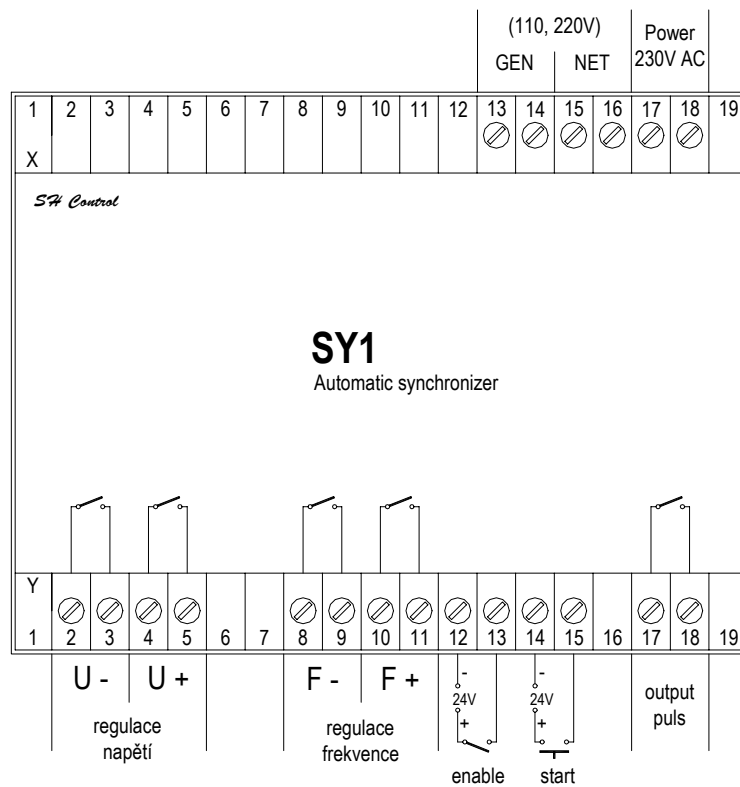 (110, 220V) Power
GEN NET 230V AC
1 2 3 4 5 6 7 8 9 10 11 12 13 14 15 16 17 18 19
X
SH Control
SY1
Automatic synchronizer
Y
1 2 3 4 5 6 7 8 9 10 11 12 13 14 15 16 17 18 19
U - U + F - F + - -
24V 24V output
+ + puls
regulace regulace
napětí frekvence
enable start